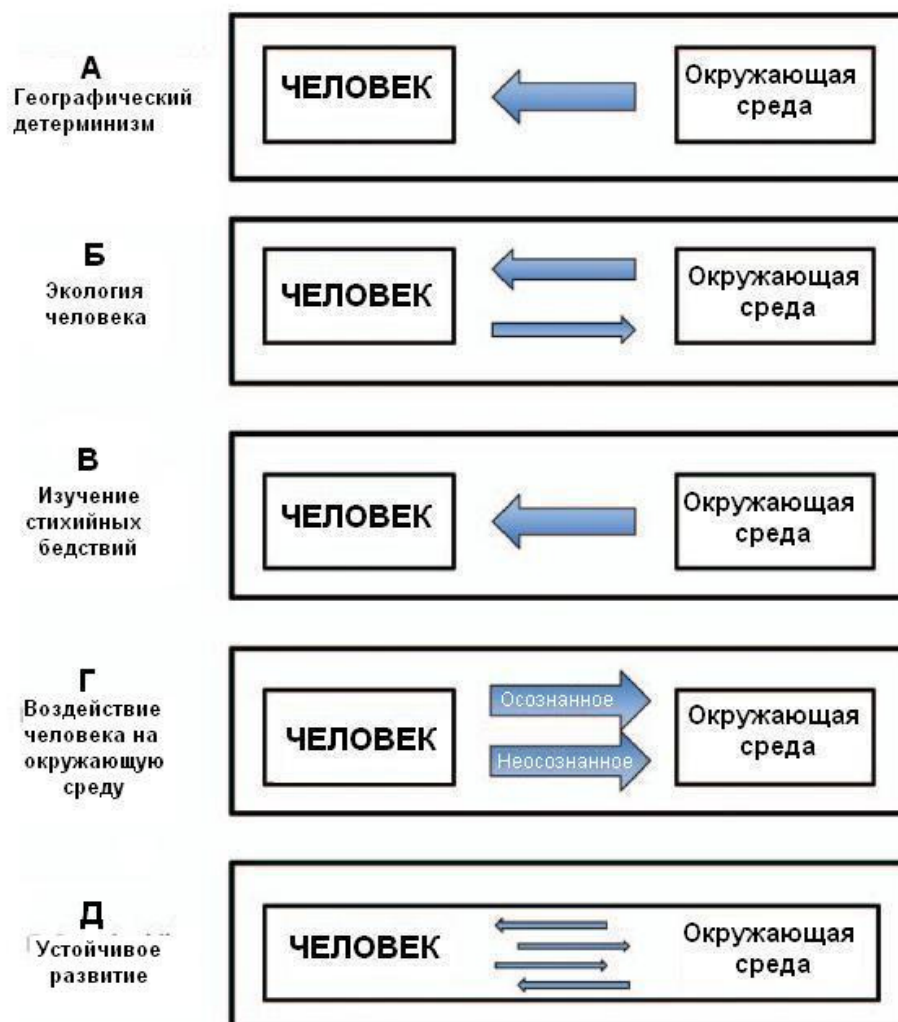 А
Географический
детерминизм
ЧЕЛОВЕК
Окружающая
среда
Б
Экология
человека
ЧЕЛОВЕК
Окружающая
среда
В
Изучение
стихийных
бедствий
ЧЕЛОВЕК
Окружающая
среда
Г
Воздействие
человека на
окружающую
среду
ЧЕЛОВЕК
Осознанное
Неосознанное
Окружающая
среда
Д
Устойчивое
развитие
ЧЕЛОВЕК
Окружающая
среда